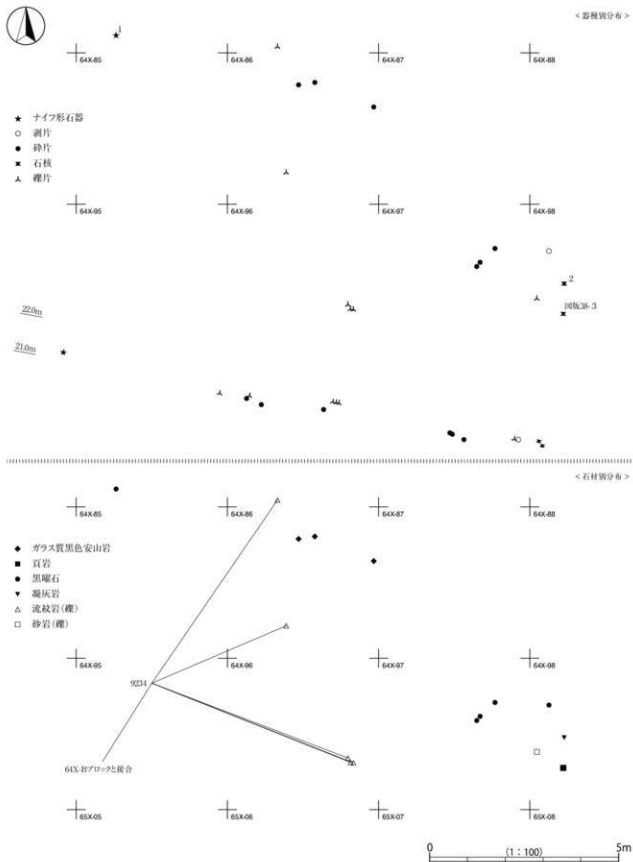 <器種別分布>
1
64X-85
64X-86
64X-87
64X-88
ナイフ形石器
剥片
砕片
石核
礫片
64X-95
64X-96
64X-97
64X-98
2
図版38-3
22.0m
21.0m
<石材別分布>
64X-85
64X-86
64X-87
64X-88
ガラス質黒色安山岩
頁岩
黒曜石
凝灰岩
流紋岩(礫)
砂岩(礫)
64X-95
64X-96
64X-97
64X-98
9234
64X-Bブロックと接合
65X-05
65X-06
65X-07
65X-08
0
(1:100)
5m